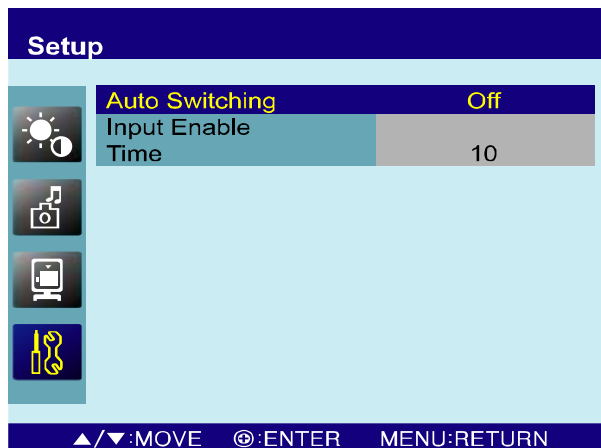 Setup
Auto Switching Off
Input Enable
Time 10
▲/▼:MOVE ⊕:ENTER MENU:RETURN